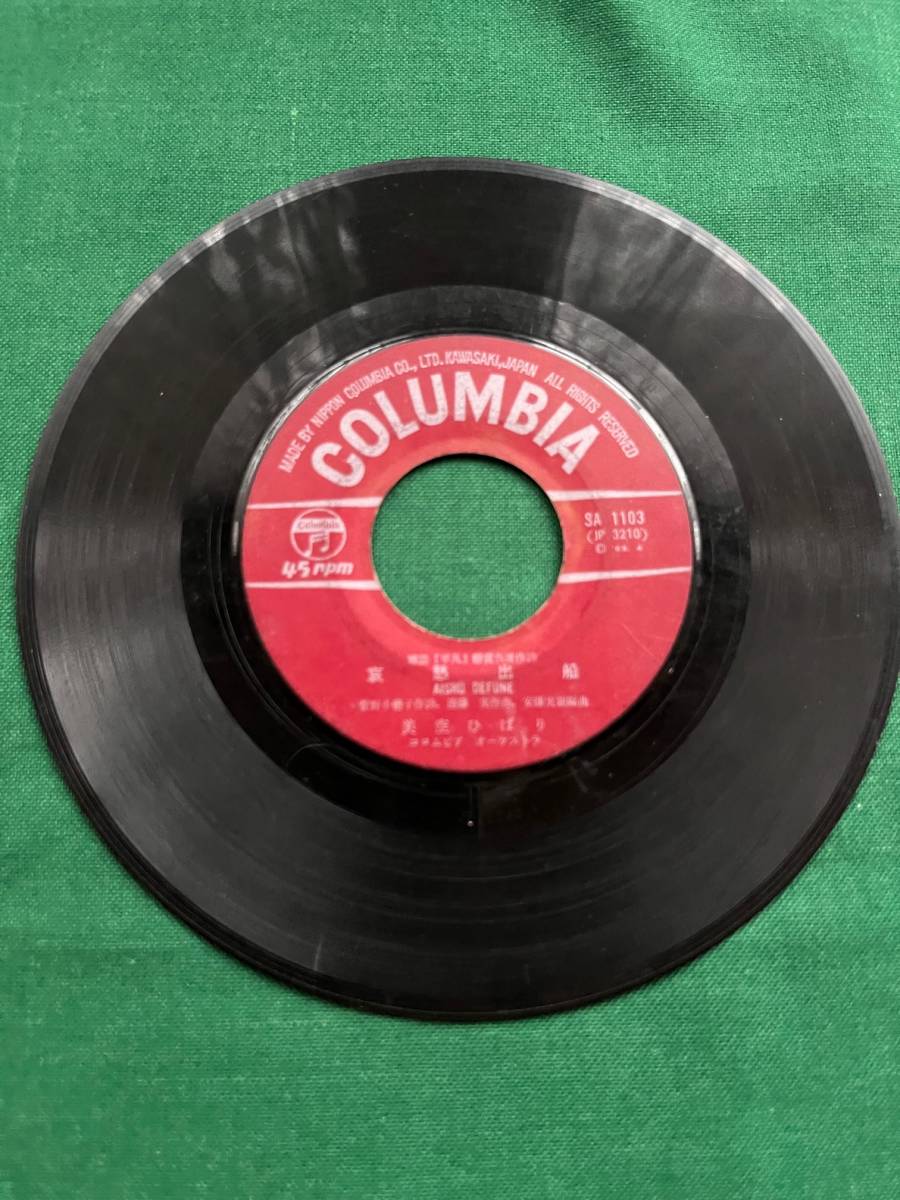 MADE BY NIPPON COLUMBIA CO., LTD. KAWASAKI, JAPAN ALL RIGHTS RESERVED
COLUMBIA
Columbia
45 rpm
SA 1103
(JP 3210)
哀愁出船
AISHŪ DEFUNE
美空ひばり
コロムビア オーケストラ